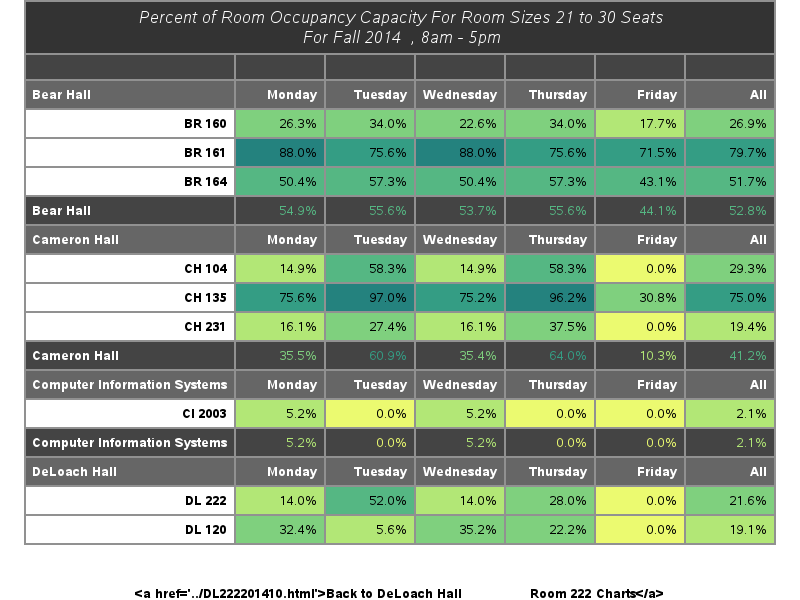 Percent of Room Occupancy Capacity For Room Sizes 21 to 30 Seats
For Fall 2014 , 8am - 5pm
Bear Hall Monday Tuesday Wednesday Thursday Friday All
BR 160 26.3% 34.0% 22.6% 34.0% 17.7% 26.9%
BR 161 88.0% 75.6% 88.0% 75.6% 71.5% 79.7%
BR 164 50.4% 57.3% 50.4% 57.3% 43.1% 51.7%
Bear Hall 54.9% 55.6% 53.7% 55.6% 44.1% 52.8%
Cameron Hall Monday Tuesday Wednesday Thursday Friday All
CH 104 14.9% 58.3% 14.9% 58.3% 0.0% 29.3%
CH 135 75.6% 97.0% 75.2% 96.2% 30.8% 75.0%
CH 231 16.1% 27.4% 16.1% 37.5% 0.0% 19.4%
Cameron Hall 35.5% 60.9% 35.4% 64.0% 10.3% 41.2%
Computer Information Systems Monday Tuesday Wednesday Thursday Friday All
CI 2003 5.2% 0.0% 5.2% 0.0% 0.0% 2.1%
Computer Information Systems 5.2% 0.0% 5.2% 0.0% 0.0% 2.1%
DeLoach Hall Monday Tuesday Wednesday Thursday Friday All
DL 222 14.0% 52.0% 14.0% 28.0% 0.0% 21.6%
DL 120 32.4% 5.6% 35.2% 22.2% 0.0% 19.1%
<a href='../DL222201410.html'>Back to DeLoach Hall Room 222 Charts</a>